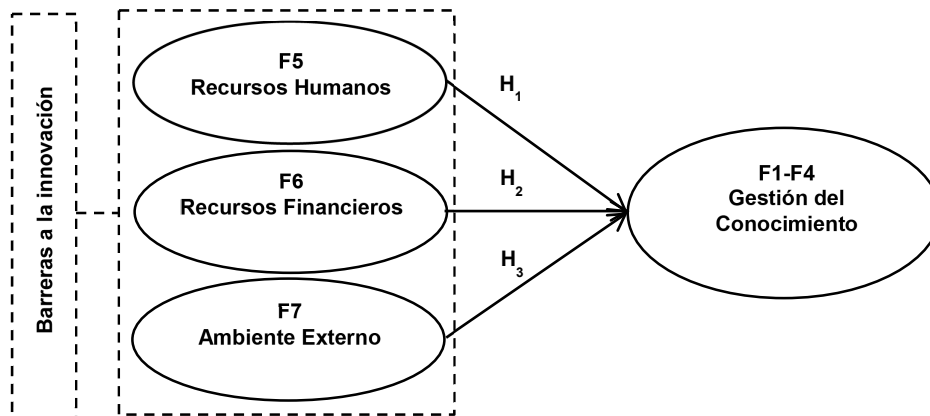 Barreras a la innovación
F5
Recursos Humanos
F6
Recursos Financieros
F7
Ambiente Externo
H1
H2
H3
F1-F4
Gestión del
Conocimiento